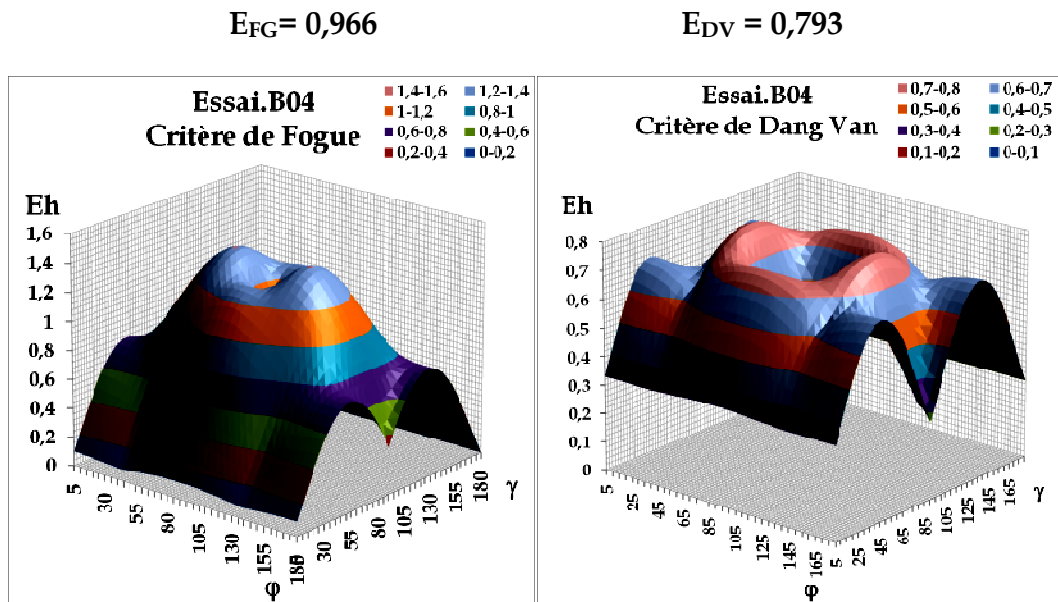 E_FG= 0,966
E_DV = 0,793
Essai.B04
Critère de Fogue
1,4-1,6 1,2-1,4
1-1,2 0,8-1
0,6-0,8 0,4-0,6
0,2-0,4 0-0,2
Eh
1,6
1,4
1,2
1
0,8
0,6
0,4
0,2
0
5 30 55 80 105 130 155 180
φ
5 30 55 80 105 130 155 180
γ
Essai.B04
Critère de Dang Van
0,7-0,8 0,6-0,7
0,5-0,6 0,4-0,5
0,3-0,4 0,2-0,3
0,1-0,2 0-0,1
Eh
0,8
0,7
0,6
0,5
0,4
0,3
0,2
0,1
0
5 25 45 65 85 105 125 145 165
φ
5 25 45 65 85 105 125 145 165
γ